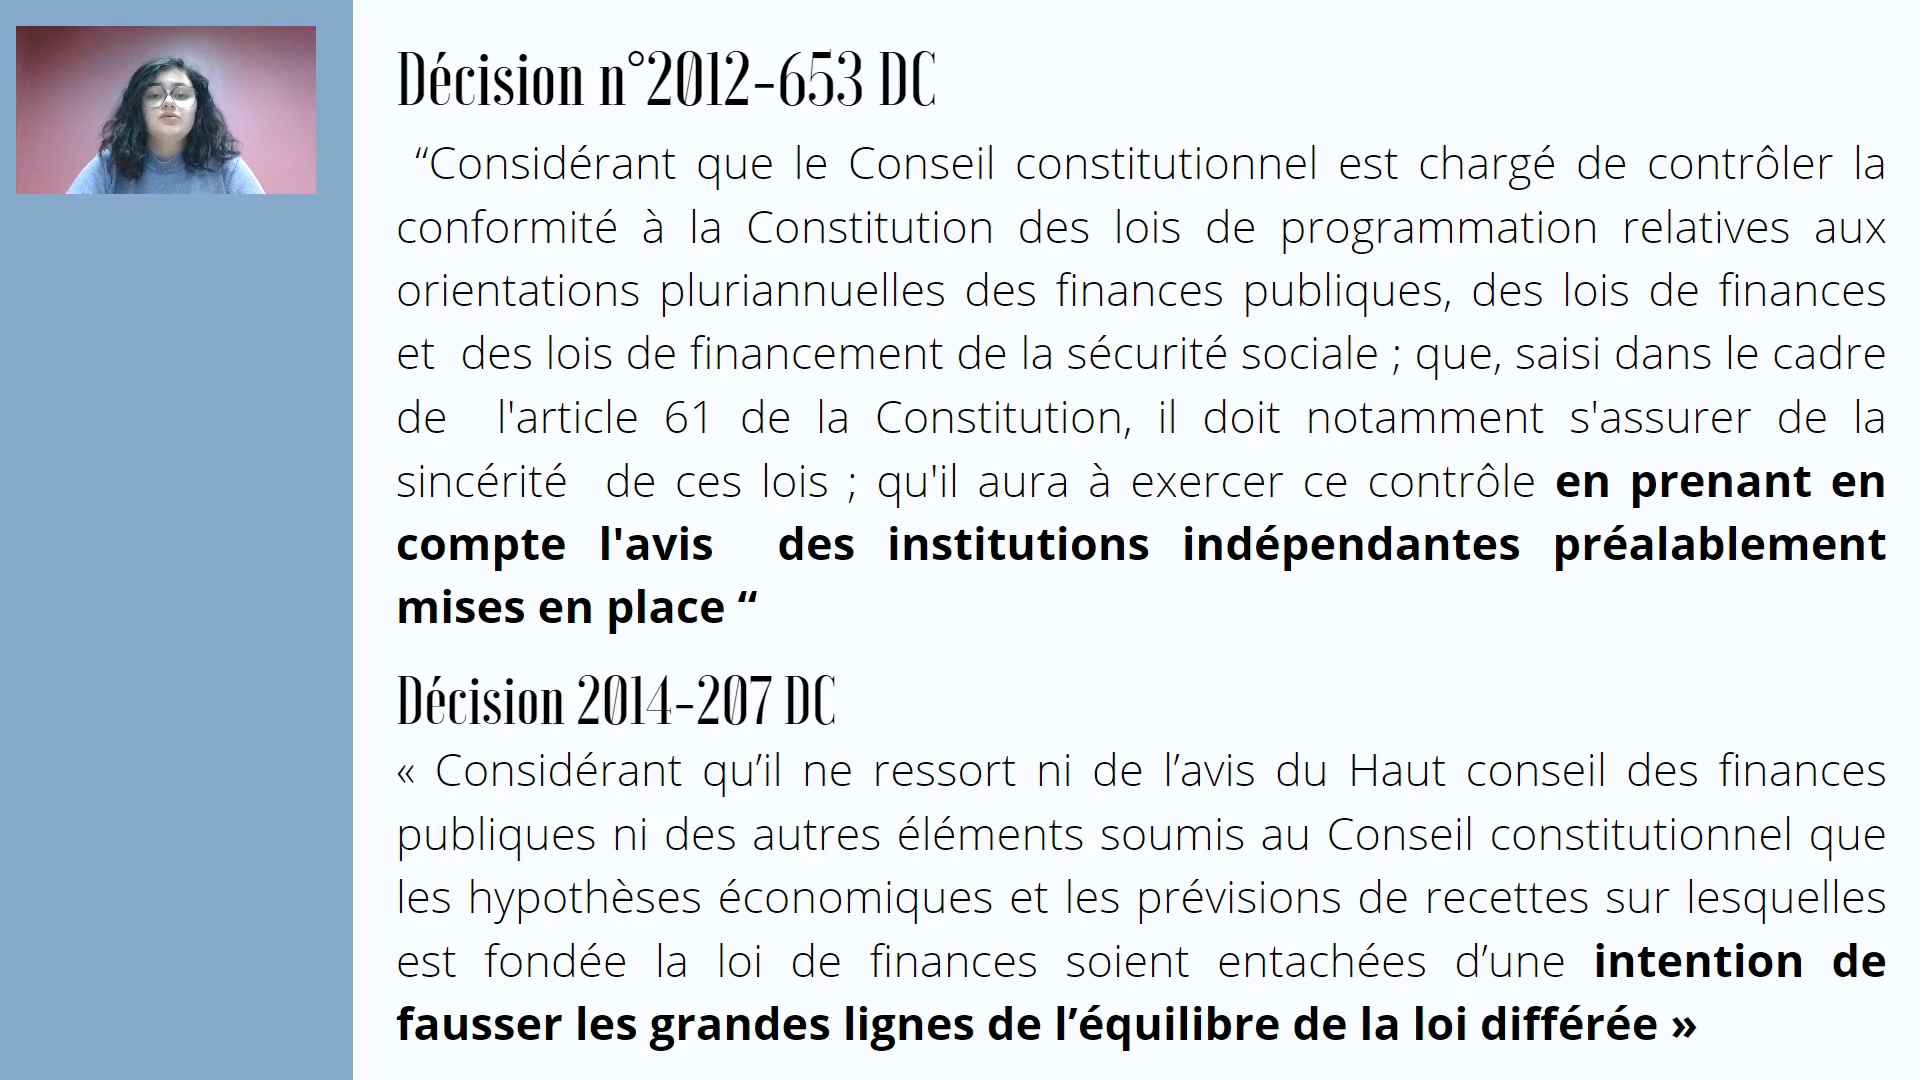 Décision n°2012-653 DC
“Considérant que le Conseil constitutionnel est chargé de contrôler la
conformité à la Constitution des lois de programmation relatives aux
orientations pluriannuelles des finances publiques, des lois de finances
et des lois de financement de la sécurité sociale ; que, saisi dans le cadre
de l'article 61 de la Constitution, il doit notamment s'assurer de la
sincérité de ces lois ; qu'il aura à exercer ce contrôle en prenant en
compte l'avis des institutions indépendantes préalablement
mises en place “
Décision 2014-207 DC
« Considérant qu’il ne ressort ni de l’avis du Haut conseil des finances
publiques ni des autres éléments soumis au Conseil constitutionnel que
les hypothèses économiques et les prévisions de recettes sur lesquelles
est fondée la loi de finances soient entachées d’une intention de
fausser les grandes lignes de l’équilibre de la loi différée »